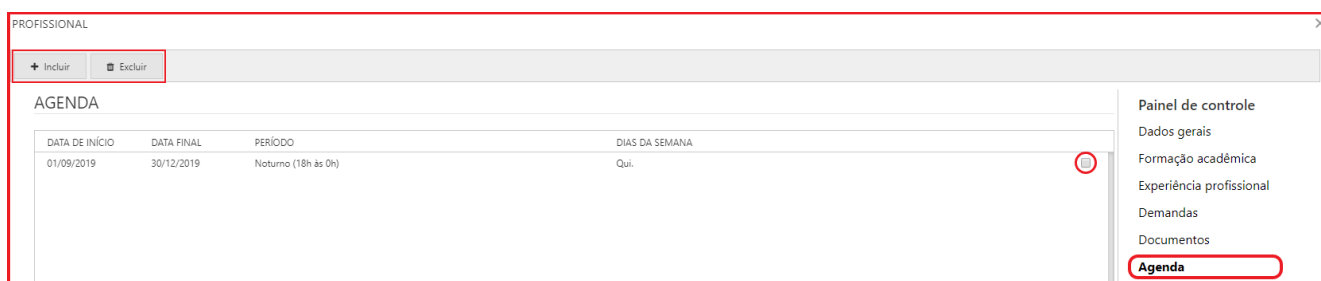 PROFISSIONAL
Incluir Excluir
AGENDA
DATA DE INÍCIO DATA FINAL PERÍODO DIAS DA SEMANA
01/09/2019 30/12/2019 Noturno (18h às 0h) Qui.
Painel de controle
Dados gerais
Formação acadêmica
Experiência profissional
Demandas
Documentos
Agenda